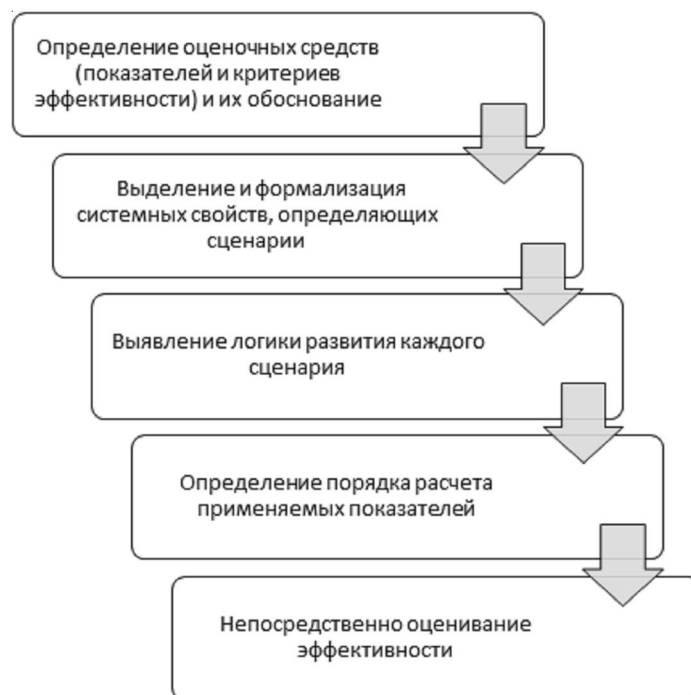 Определение оценочных средств
(показателей и критериев
эффективности) и их обоснование
Выделение и формализация
системных свойств, определяющих
сценарии
Выявление логики развития каждого
сценария
Определение порядка расчета
применяемых показателей
Непосредственно оценивание
эффективности